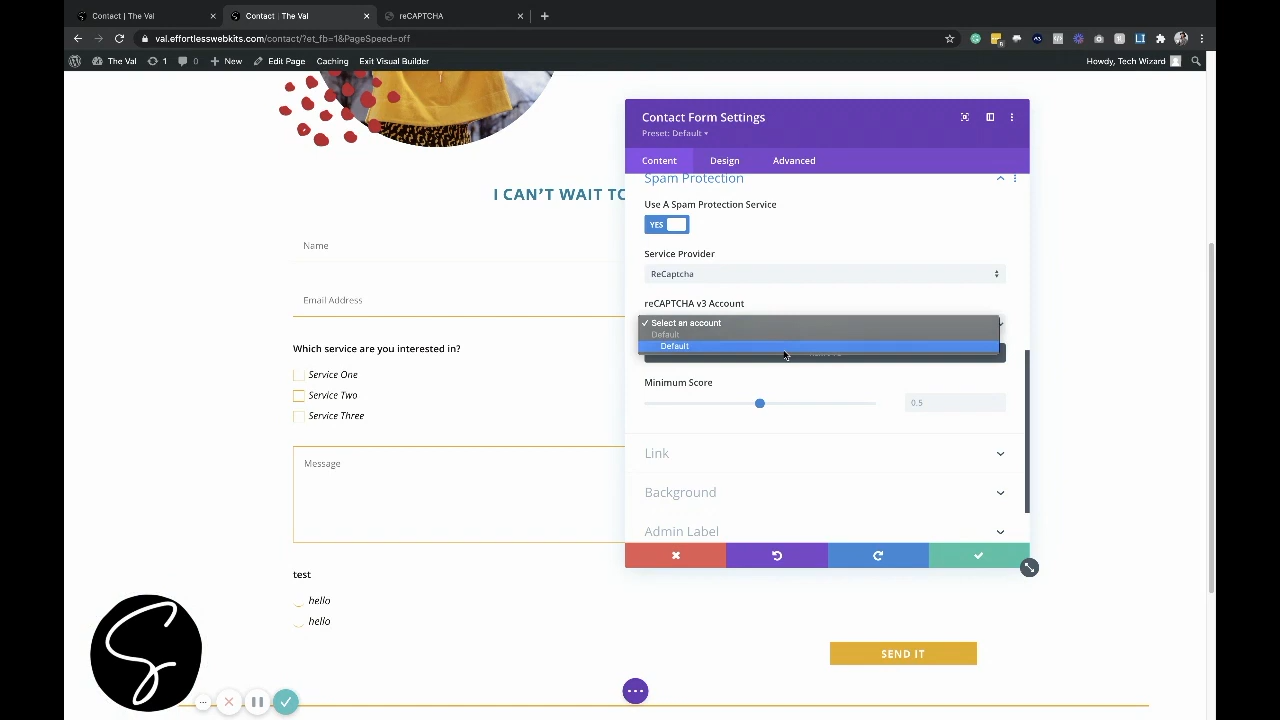 Contact | The Val
Contact | The Val
reCAPTCHA
val.effortlesswebkits.com/contact/?et_fb=1&PageSpeed=off
The Val
1
0
New
Edit Page
Caching
Exit Visual Builder
Howdy, Tech Wizard
I CAN'T WAIT TO
Name
Email Address
Which service are you interested in?
Service One
Service Two
Service Three
Message
test
hello
hello
SEND IT
Contact Form Settings
Preset: Default
Content
Design
Advanced
Spam Protection
Use A Spam Protection Service
YES
Service Provider
ReCaptcha
reCAPTCHA v3 Account
✓ Select an account
Default
Default
Minimum Score
0.5
Link
Background
Admin Label